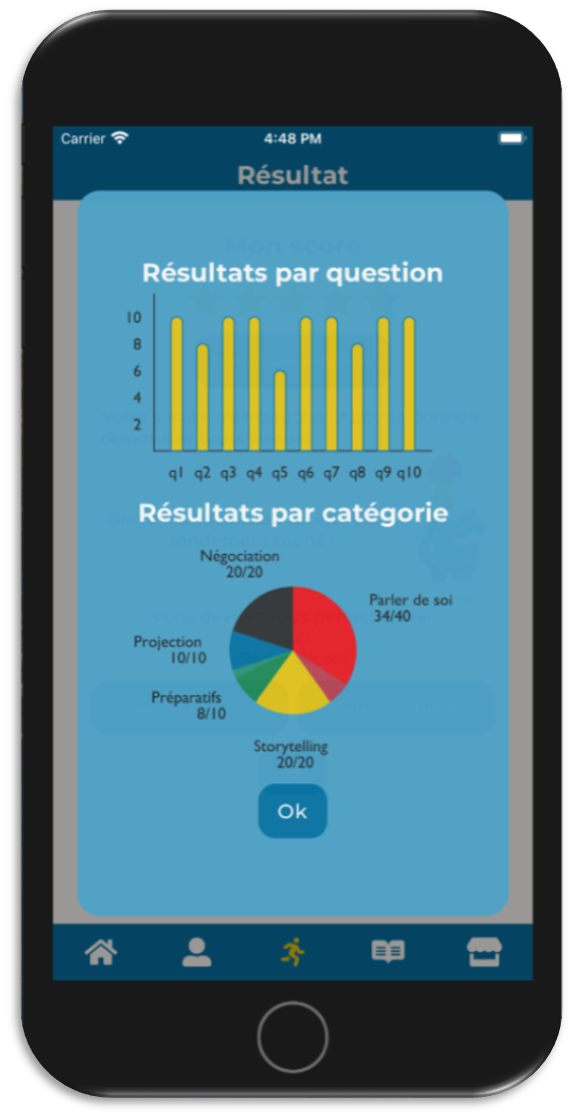 Carrier 4:48 PM
Résultat
Mon score
Résultats par question
10
8
6
4
2
q1 q2 q3 q4 q5 q6 q7 q8 q9 q10
Résultats par catégorie
Négociation
20/20
Parler de soi
34/40
Projection
10/10
Préparatifs
8/10
Storytelling
20/20
Ok